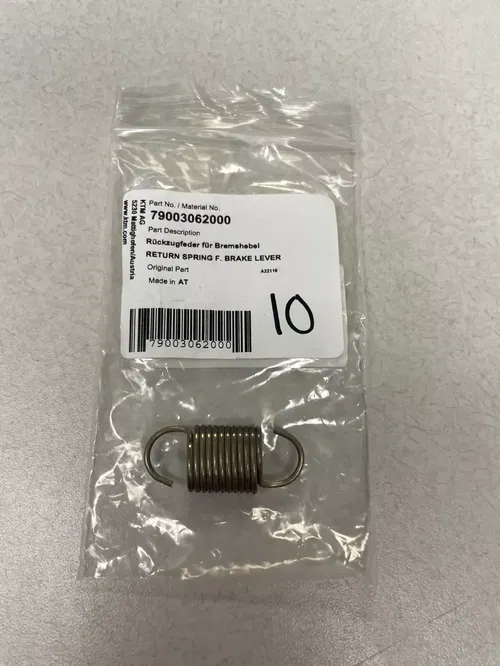 Part No. / Material No.
79003062000
Part Description
Rückzugfeder für Bremshebel
RETURN SPRING F. BRAKE LEVER
Original Part
A22118
Made in AT
79003062000
10
KTM AG
5230 Mattighofen/Austria
www.ktm.com